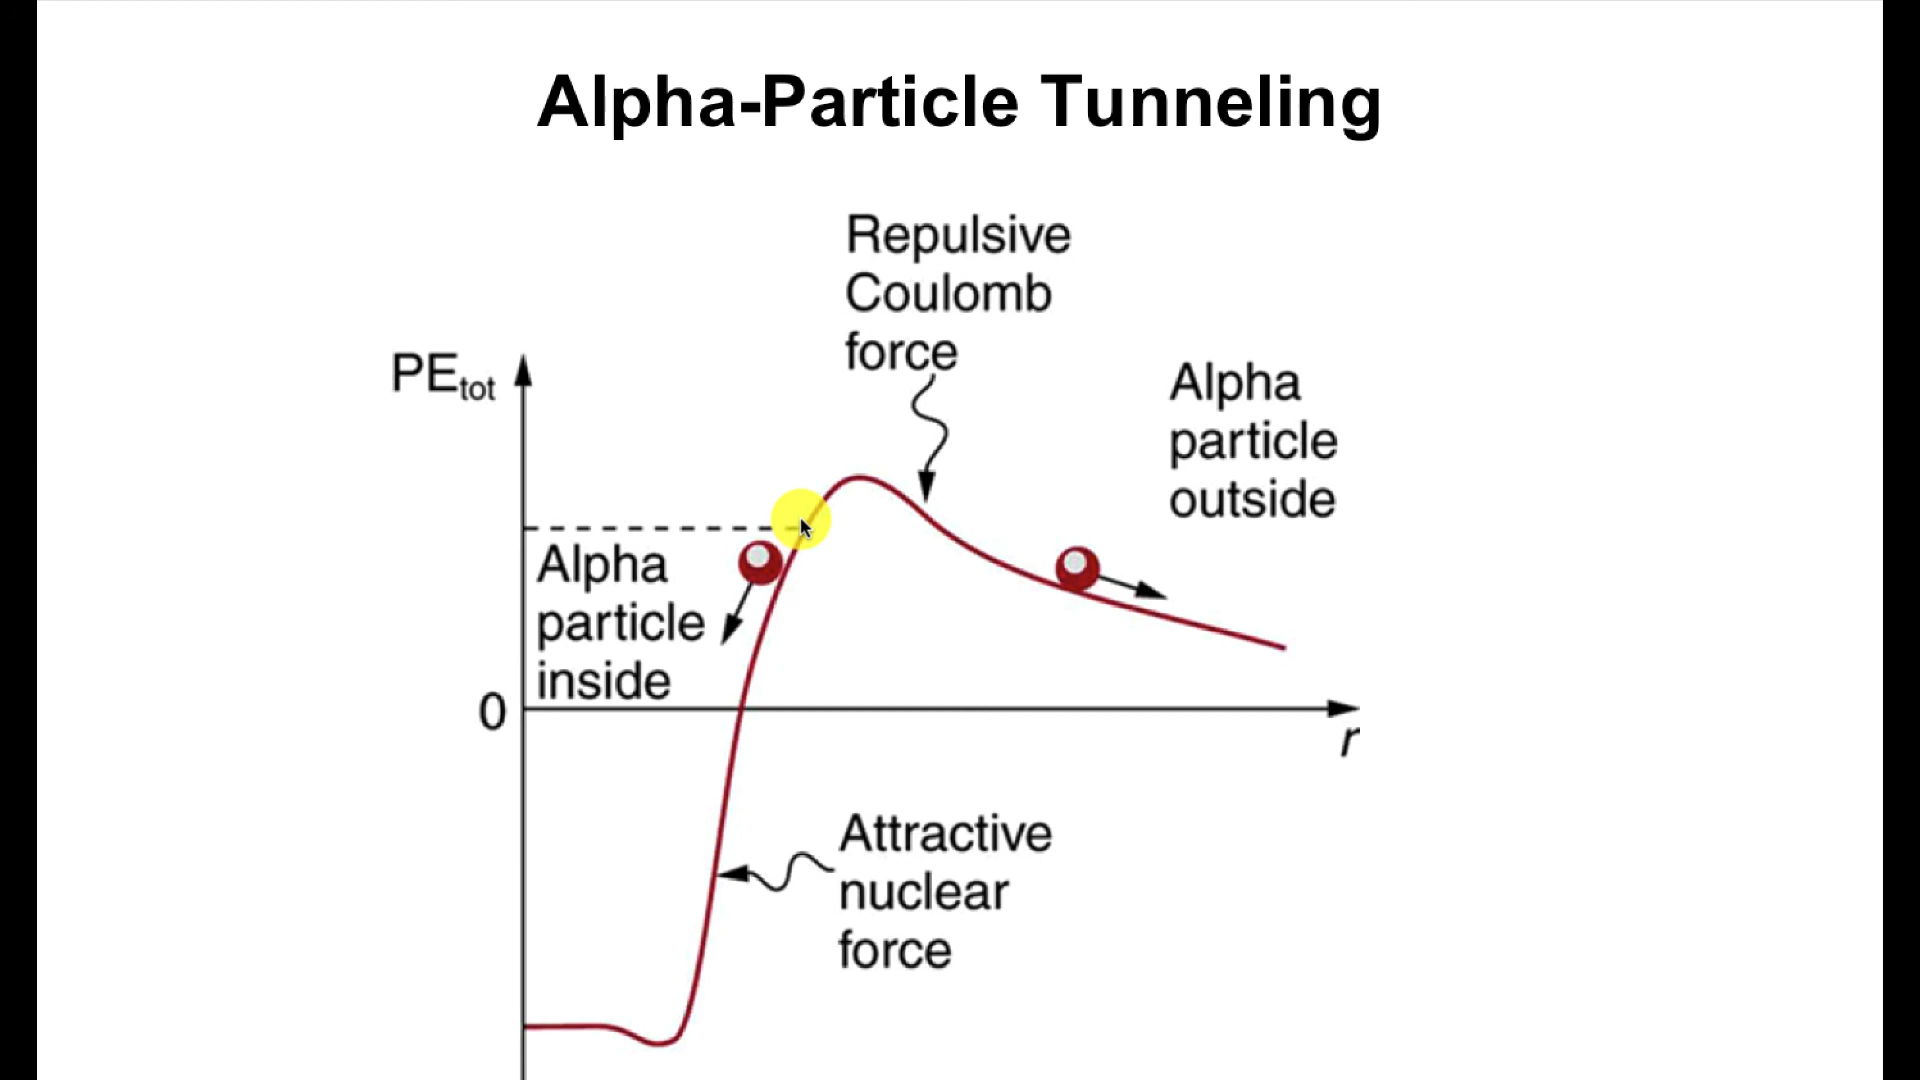 Alpha-Particle Tunneling
Repulsive
Coulomb
force
PEtot
Alpha
particle
outside
Alpha
particle
inside
0
r
Attractive
nuclear
force